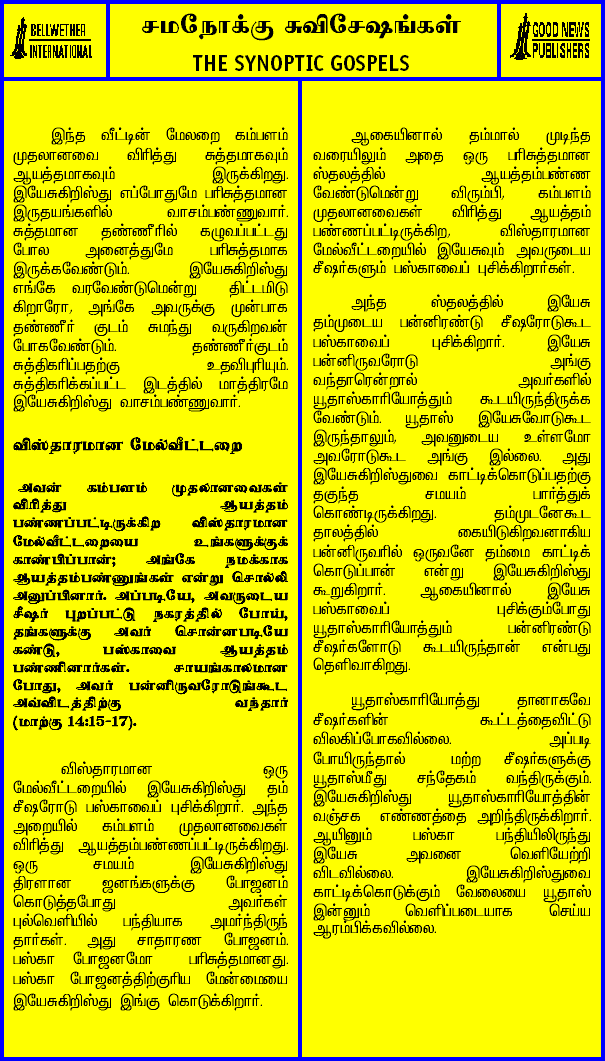 BELLWETHER
INTERNATIONAL
சமநோக்கு சுவிசேஷங்கள்
THE SYNOPTIC GOSPELS
GOOD NEWS
PUBLISHERS
இந்த வீட்டின் மேலறை கம்பளம்
முதலானவை விரித்து சுத்தமாகவும்
ஆயத்தமாகவும் இருக்கிறது.
இயேசுகிறிஸ்து எப்போதுமே பரிசுத்தமான
இருதயங்களில் வாசம்பண்ணுவார்.
சுத்தமான தண்ணீரில் கழுவப்பட்டது
போல அனைத்துமே பரிசுத்தமாக
இருக்கவேண்டும். இயேசுகிறிஸ்து
எங்கே வரவேண்டுமென்று திட்டமிடு
கிறாரோ, அங்கே அவருக்கு முன்பாக
தண்ணீர் குடம் சுமந்து வருகிறவன்
போகவேண்டும். தண்ணீர்குடம்
சுத்திகரிப்பதற்கு உதவிபுரியும்.
சுத்திகரிக்கப்பட்ட இடத்தில் மாத்திரமே
இயேசுகிறிஸ்து வாசம்பண்ணுவார்.
விஸ்தாரமான மேல்வீட்டறை
அவன் கம்பளம் முதலானவைகள்
விரித்து ஆயத்தம்
பண்ணப்பட்டிருக்கிற விஸ்தாரமான
மேல்வீட்டறையை உங்களுக்குக்
காண்பிப்பான்; அங்கே நமக்காக
ஆயத்தம்பண்ணுங்கள் என்று சொல்லி
அனுப்பினார். அப்படியே, அவருடைய
சீஷர் புறப்பட்டு நகரத்தில் போய்,
தங்களுக்கு அவர் சொன்னபடியே
கண்டு, பஸ்காவை ஆயத்தம்
பண்ணினார்கள். சாயங்காலமான
போது, அவர் பன்னிருவரோடுங்கூட
அவ்விடத்திற்கு வந்தார்
(மாற்கு 14:15-17).
விஸ்தாரமான ஒரு
மேல்வீட்டறையில் இயேசுகிறிஸ்து தம்
சீஷரோடு பஸ்காவைப் புசிக்கிறார். அந்த
அறையில் கம்பளம் முதலானவைகள்
விரித்து ஆயத்தம்பண்ணப்பட்டிருக்கிறது.
ஒரு சமயம் இயேசுகிறிஸ்து
திரளான ஜனங்களுக்கு போஜனம்
கொடுத்தபோது அவர்கள்
புல்வெளியில் பந்தியாக அமர்ந்திருந்
தார்கள். அது சாதாரண போஜனம்.
பஸ்கா போஜனமோ பரிசுத்தமானது.
பஸ்கா போஜனத்திற்குரிய மேன்மையை
இயேசுகிறிஸ்து இங்கு கொடுக்கிறார்.
ஆகையினால் தம்மால் முடிந்த
வரையிலும் அதை ஒரு பரிசுத்தமான
ஸ்தலத்தில் ஆயத்தம்பண்ண
வேண்டுமென்று விரும்பி, கம்பளம்
முதலானவைகள் விரித்து ஆயத்தம்
பண்ணப்பட்டிருக்கிற, விஸ்தாரமான
மேல்வீட்டறையில் இயேசுவும் அவருடைய
சீஷர்களும் பஸ்காவைப் புசிக்கிறார்கள்.
அந்த ஸ்தலத்தில் இயேசு
தம்முடைய பன்னிரண்டு சீஷரோடுகூட
பஸ்காவைப் புசிக்கிறார். இயேசு
பன்னிருவரோடு அங்கு
வந்தாரென்றால் அவர்களில்
யூதாஸ்காரியோத்தும் கூடயிருந்திருக்க
வேண்டும். யூதாஸ் இயேசுவோடுகூட
இருந்தாலும், அவனுடைய உள்ளமோ
அவரோடுகூட அங்கு இல்லை. அது
இயேசுகிறிஸ்துவை காட்டிக்கொடுப்பதற்கு
தகுந்த சமயம் பார்த்துக்
கொண்டிருக்கிறது. தம்முடனேகூட
தாலத்தில் கையிடுகிறவனாகிய
பன்னிருவரில் ஒருவனே தம்மை காட்டிக்
கொடுப்பான் என்று இயேசுகிறிஸ்து
கூறுகிறார். ஆகையினால் இயேசு
பஸ்காவைப் புசிக்கும்போது
யூதாஸ்காரியோத்தும் பன்னிரண்டு
சீஷர்களோடு கூடயிருந்தான் என்பது
தெளிவாகிறது.
யூதாஸ்காரியோத்து தானாகவே
சீஷர்களின் கூட்டத்தைவிட்டு
விலகிப்போகவில்லை. அப்படி
போயிருந்தால் மற்ற சீஷர்களுக்கு
யூதாஸ்மீது சந்தேகம் வந்திருக்கும்.
இயேசுகிறிஸ்து யூதாஸ்காரியோத்தின்
வஞ்சக எண்ணத்தை அறிந்திருக்கிறார்.
ஆயினும் பஸ்கா பந்தியிலிருந்து
இயேசு அவனை வெளியேற்றி
விடவில்லை. இயேசுகிறிஸ்துவை
காட்டிக்கொடுக்கும் வேலையை யூதாஸ்
இன்னும் வெளிப்படையாக செய்ய
ஆரம்பிக்கவில்லை.